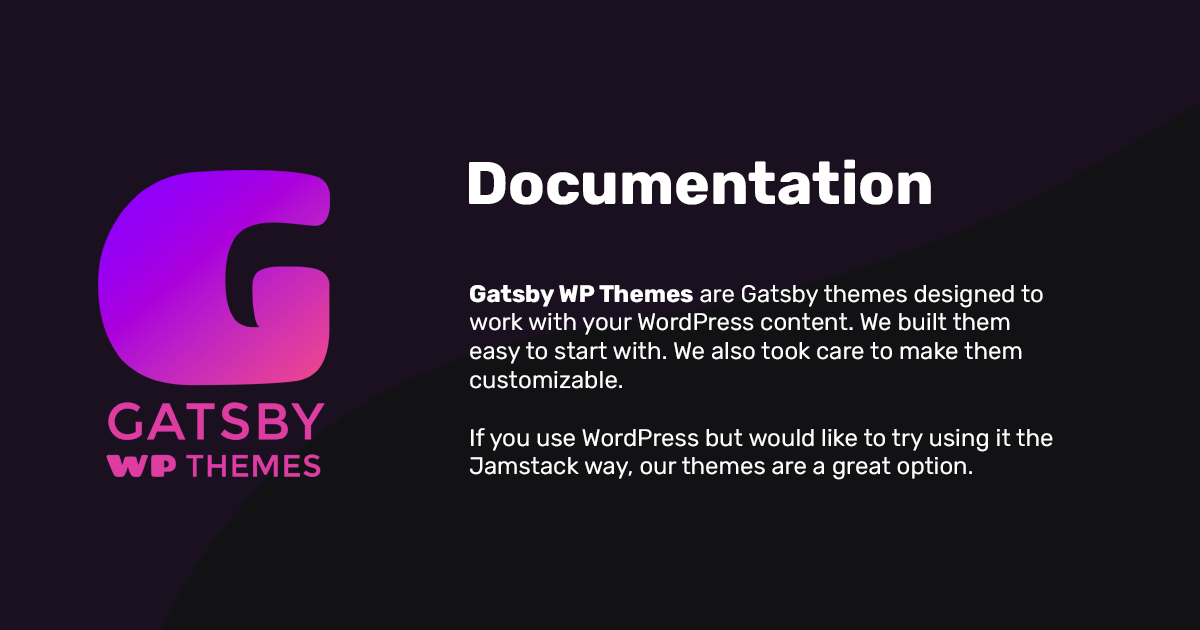 G
GATSBY
WP THEMES
Documentation
Gatsby WP Themes are Gatsby themes designed to
work with your WordPress content. We built them
easy to start with. We also took care to make them
customizable.
If you use WordPress but would like to try using it the
Jamstack way, our themes are a great option.